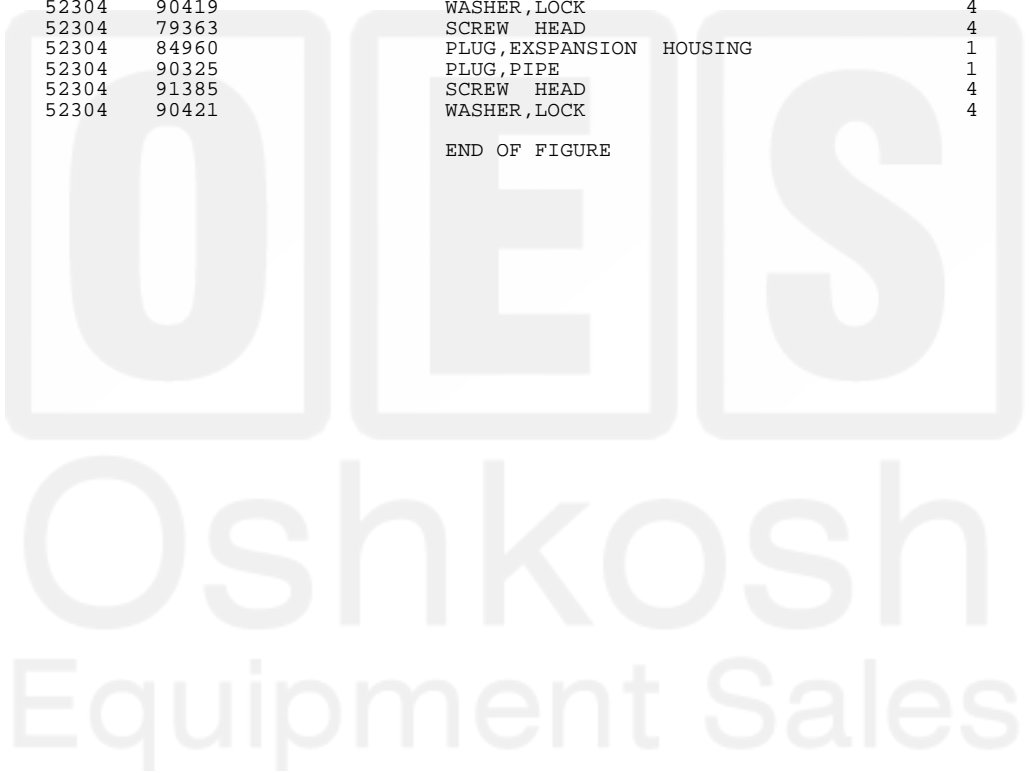 52304 90419 WASHER,LOCK 4
52304 79363 SCREW HEAD 4
52304 84960 PLUG,EXSPANSION HOUSING 1
52304 90325 PLUG,PIPE 1
52304 91385 SCREW HEAD 4
52304 90421 WASHER,LOCK 4
END OF FIGURE
OES
Oshkosh
Equipment Sales